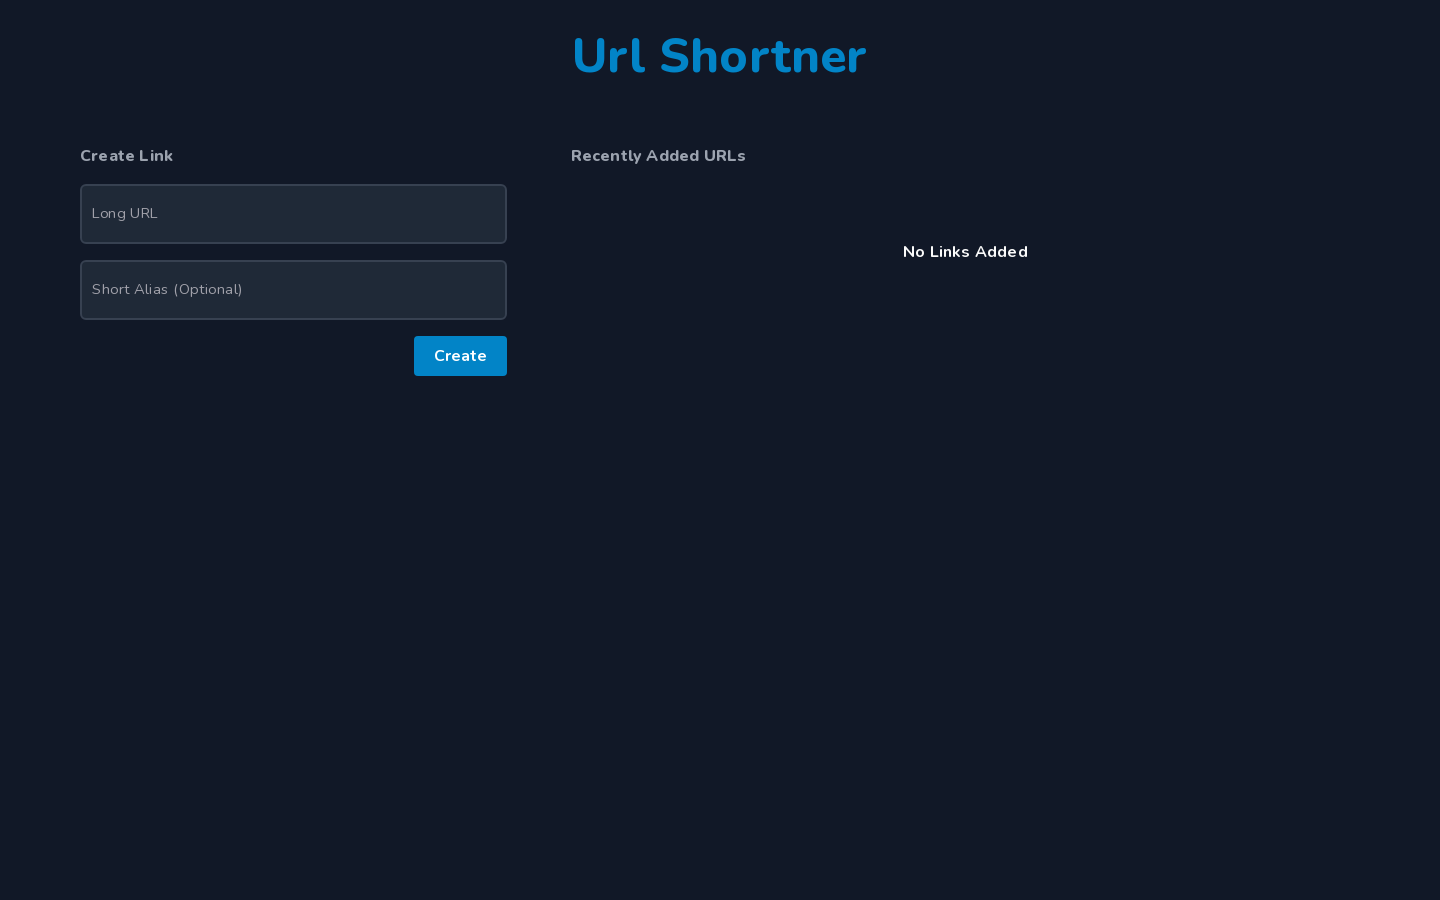 Url Shortner
Create Link
Long URL
Short Alias (Optional)
Create
Recently Added URLs
No Links Added